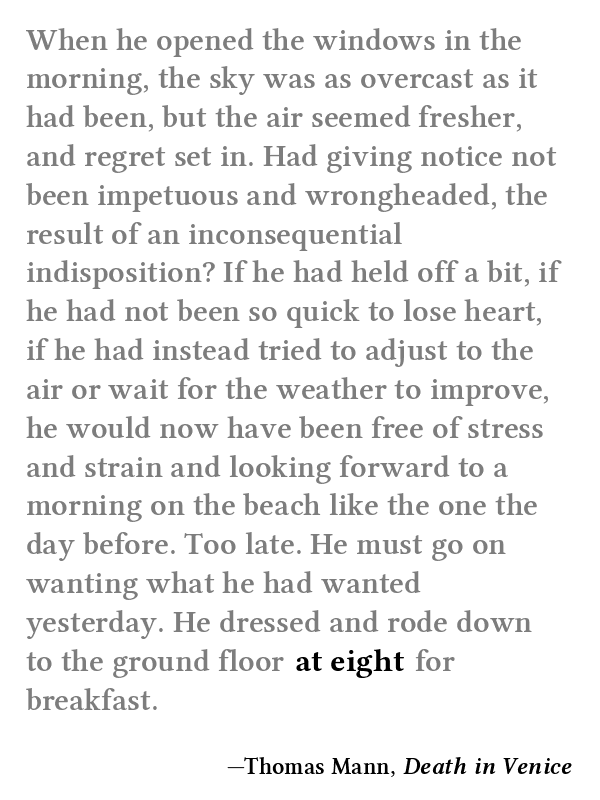 When he opened the windows in the
morning, the sky was as overcast as it
had been, but the air seemed fresher,
and regret set in. Had giving notice not
been impetuous and wrongheaded, the
result of an inconsequential
indisposition? If he had held off a bit, if
he had not been so quick to lose heart,
if he had instead tried to adjust to the
air or wait for the weather to improve,
he would now have been free of stress
and strain and looking forward to a
morning on the beach like the one the
day before. Too late. He must go on
wanting what he had wanted
yesterday. He dressed and rode down
to the ground floor at eight for
breakfast.
—Thomas Mann, Death in Venice